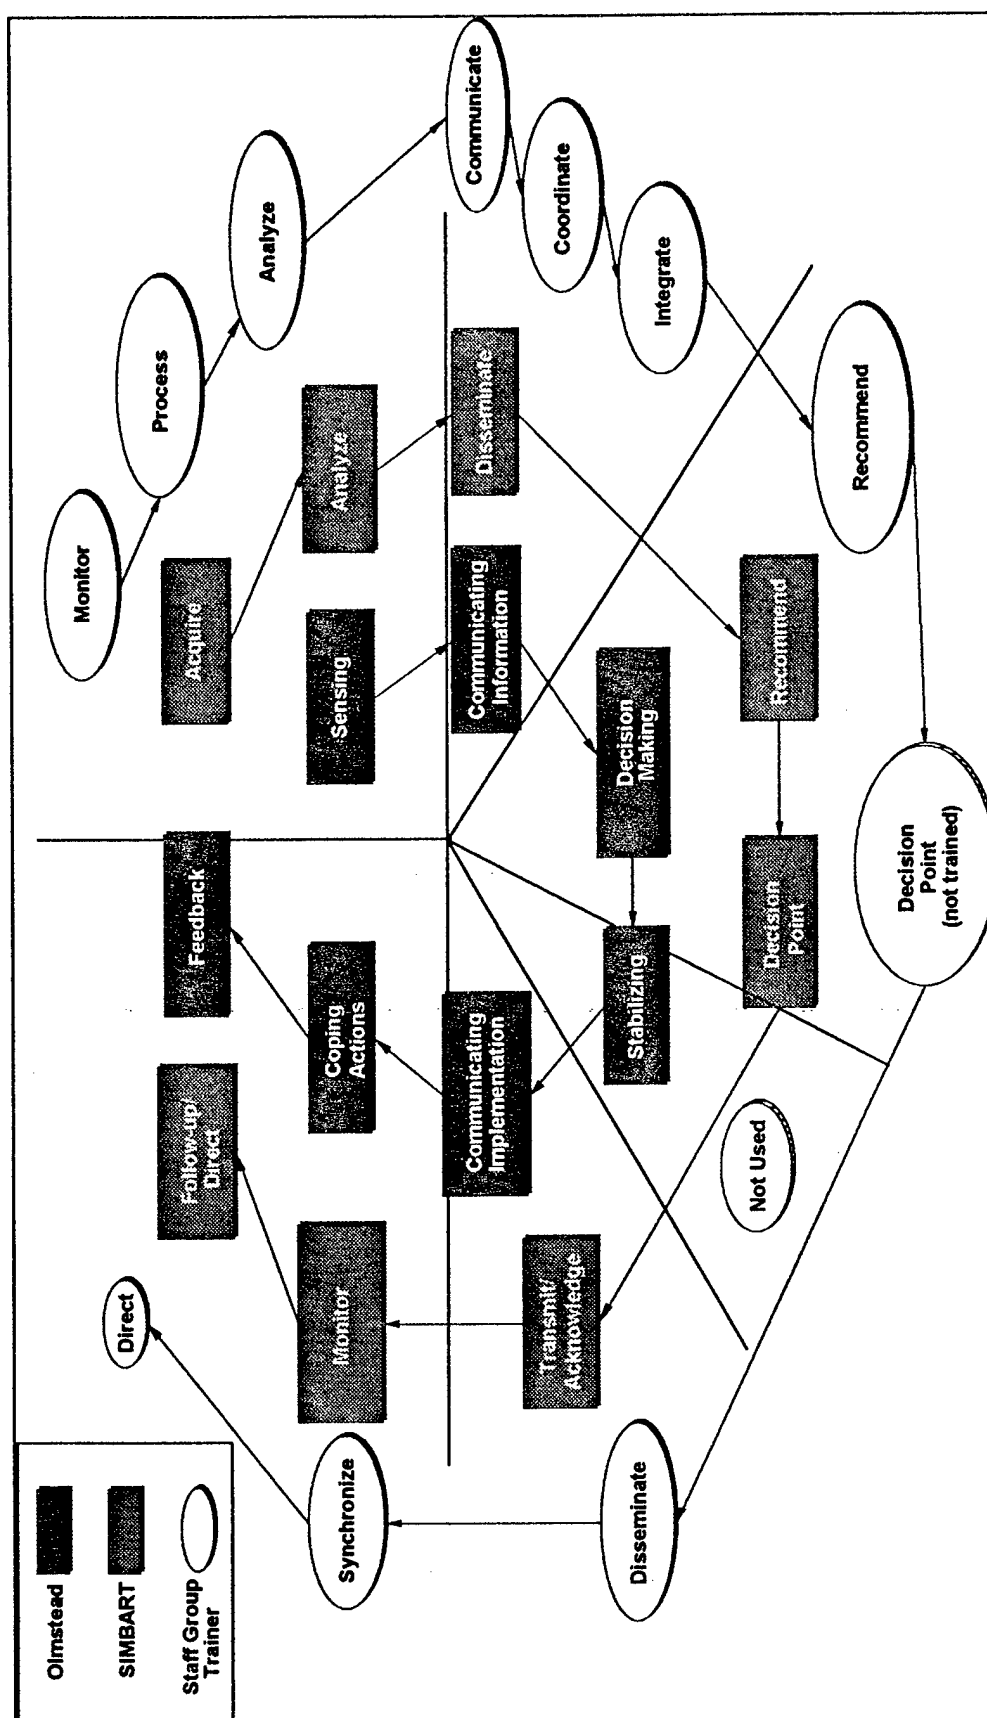 Olmstead
SIMBART
Staff Group
Trainer
Monitor
Process
Analyze
Communicate
Coordinate
Integrate
Recommend
Decision
Point
(not trained)
Not Used
Disseminate
Synchronize
Direct
Acquire
Analyze
Disseminate
Recommend
Decision
Point
Transmit/
Acknowledge
Monitor
Follow-up/
Direct
Sensing
Communicating
Information
Decision
Making
Stabilizing
Communicating
Implementation
Coping
Actions
Feedback